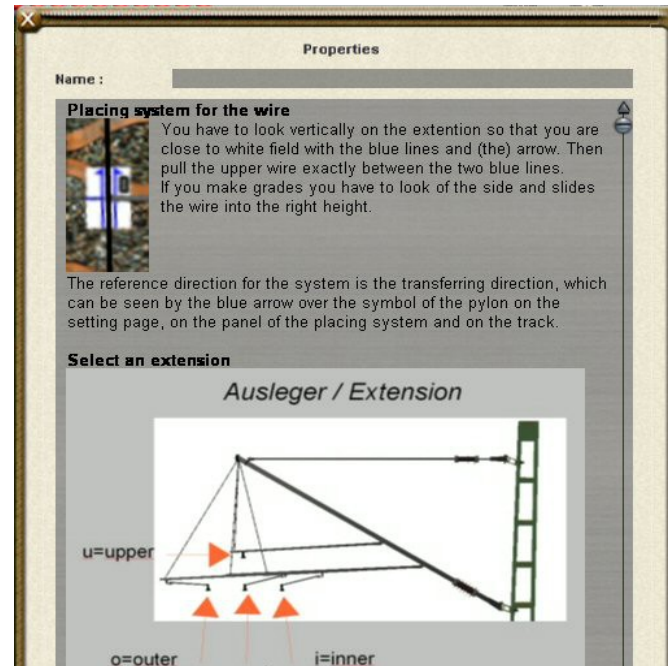 Properties
Name :
Placing system for the wire
You have to look vertically on the extention so that you are
close to white field with the blue lines and (the) arrow. Then
pull the upper wire exactly between the two blue lines.
If you make grades you have to look of the side and slides
the wire into the right height.
The reference direction for the system is the transferring direction, which
can be seen by the blue arrow over the symbol of the pylon on the
setting page, on the panel of the placing system and on the track.
Select an extension
Ausleger / Extension
u=upper
o=outer
i=inner